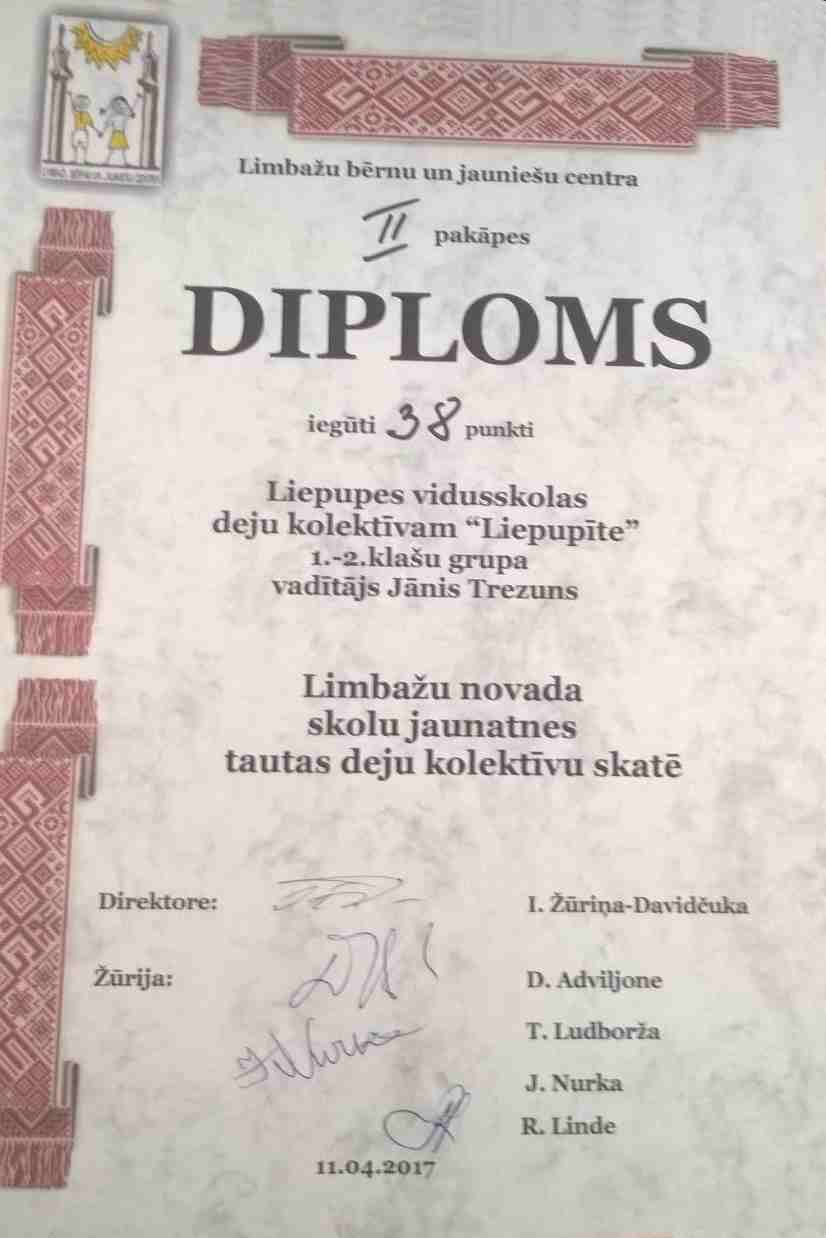 Limbažu bērnu un jauniešu centra
II pakāpes
DIPLOMS
iegūti 38 punkti
Liepupes vidusskolas
deju kolektīvam “Liepupīte”
1.-2.klašu grupa
vadītājs Jānis Trezuns
Limbažu novada
skolu jaunatnes
tautas deju kolektīvu skatē
Direktore: I. Žūriņa-Davidčuka
Žūrija: D. Adviljone
T. Ludborža
J. Nurka
R. Linde
11.04.2017